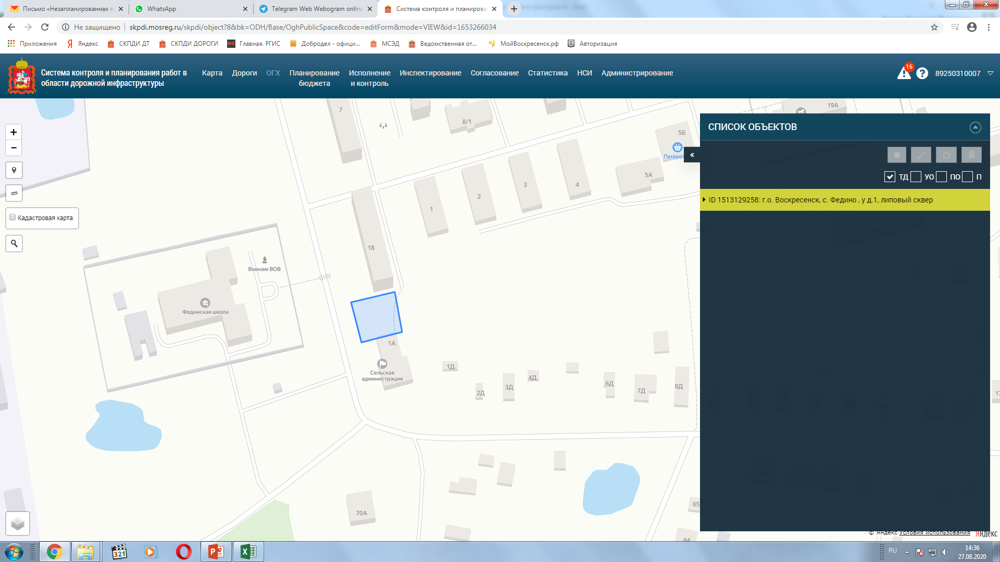 Письмо «Незапланированная в
WhatsApp
Telegram Web Webogram online
Система контроля и планирова
Не защищено
skpdi.mosreg.ru/skpdi/object?8&bk=ODH/Base/OghPublicSpace&code=editForm&mode=VIEW&id=1653266034
Приложения
Яндекс
СКПДИ ДТ
СКПДИ ДОРОГИ
Главная. РГИС
Добродел - офици...
МСЭД
Ведомственная от...
МойВоскресенск.рф
Авторизация
Система контроля и планирования работ в
области дорожной инфраструктуры
Карта
Дороги
ОГХ
Планирование
бюджета
Исполнение
и контроль
Инспектирование
Согласование
Статистика
НСИ
Администрирование
15
89250310007
+
−
Кадастровая карта
СПИСОК ОБЪЕКТОВ
ТД
УО
ПО
П
ID 1513129258: г.о. Воскресенск, с. Федино , у д.1, липовый сквер
7
8/1
19А
5Б
Пятёроч
5А
4
3
2
1
18
Воинам ВОВ
Фединская школа
1А
Сельская
администрация
1Д
2Д
3Д
4Д
6Д
7Д
8Д
17
70А
65
64
© Яндекс Условия использования
Яндекс
RU
14:36
27.08.2020